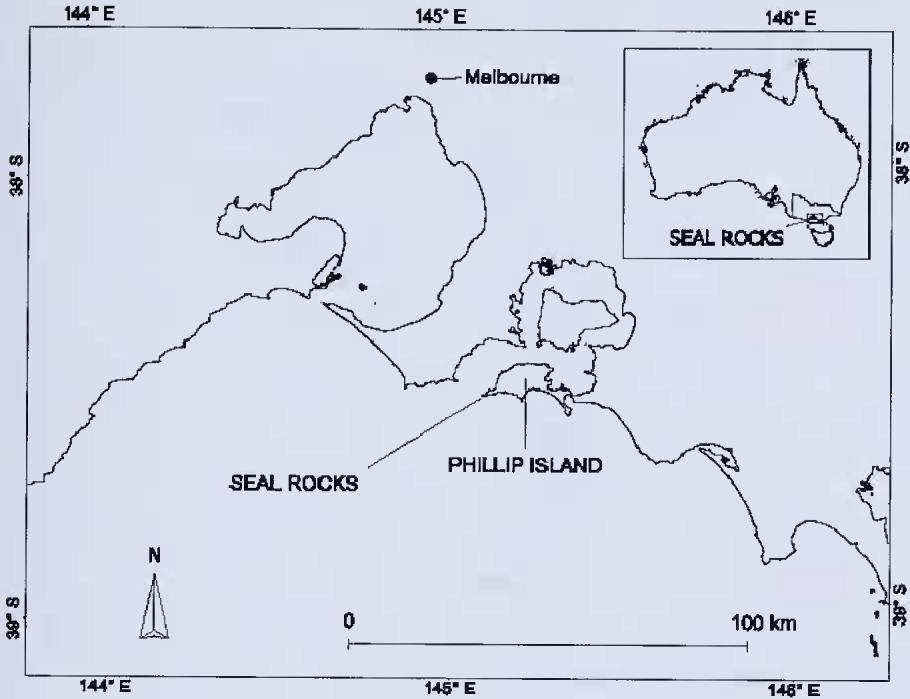 144° E 145° E 146° E
Melbourne
38° S 38° S
SEAL ROCKS
PHILLIP ISLAND
SEAL ROCKS
N
0 100 km
39° S 39° S
144° E 145° E 146° E